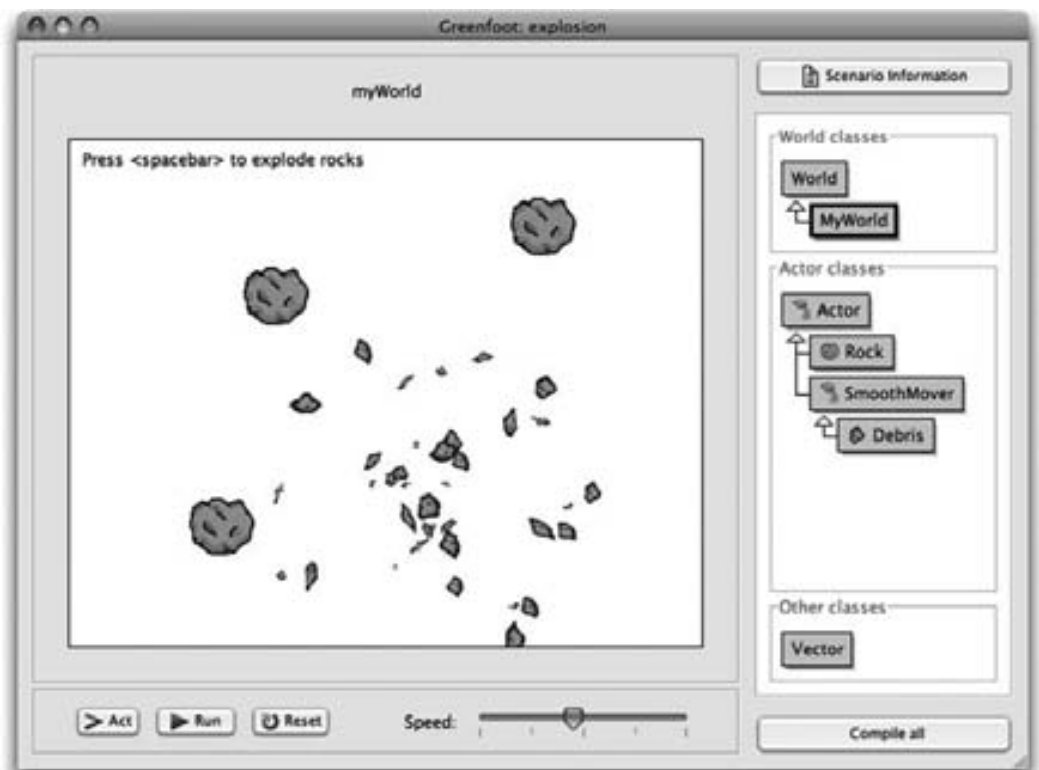 Greenfoot: explosion
myWorld
Scenario Information
Press <spacebar> to explode rocks
World classes
World
MyWorld
Actor classes
Actor
Rock
SmoothMover
Debris
Other classes
Vector
Act
Run
Reset
Speed:
Compile all